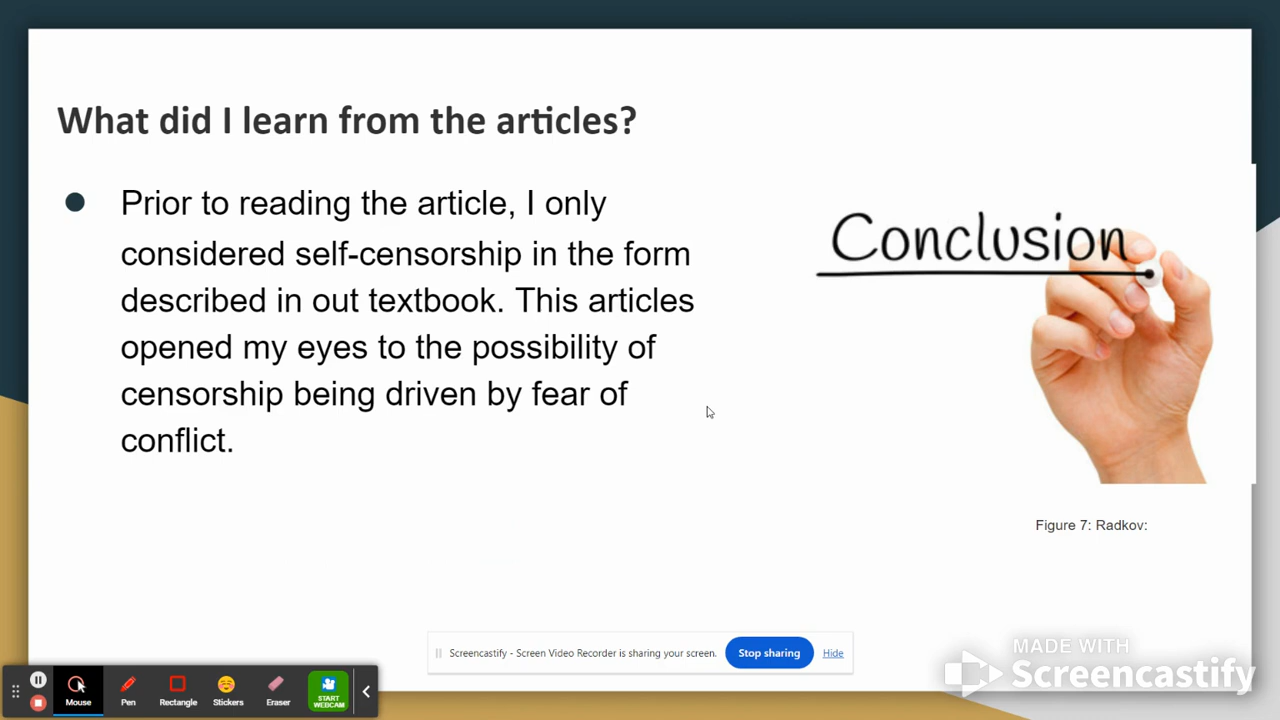 What did I learn from the articles?
Prior to reading the article, I only
considered self-censorship in the form
described in out textbook. This articles
opened my eyes to the possibility of
censorship being driven by fear of
conflict.
Conclusion
Figure 7: Radkov:
Screencastify - Screen Video Recorder is sharing your screen.
Stop sharing
Hide
Mouse
Pen
Rectangle
Stickers
Eraser
START
WEBCAM
MADE WITH
Screencastify